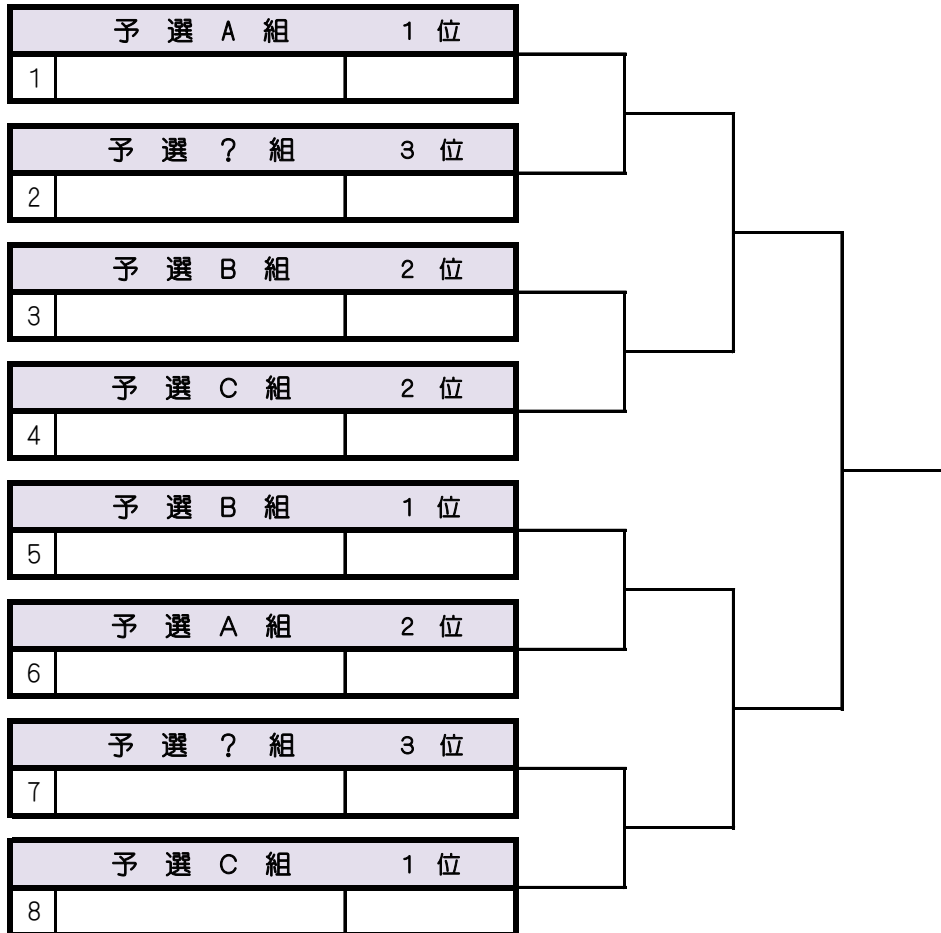 予 選 A 組 1 位
1
予 選 ? 組 3 位
2
予 選 B 組 2 位
3
予 選 C 組 2 位
4
予 選 B 組 1 位
5
予 選 A 組 2 位
6
予 選 ? 組 3 位
7
予 選 C 組 1 位
8